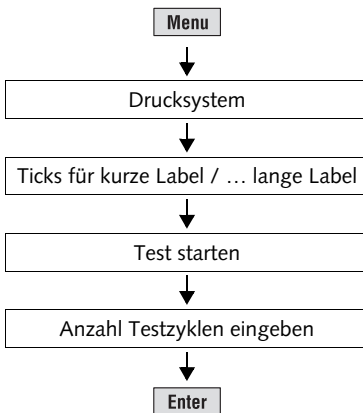 Menu
Drucksystem
Ticks für kurze Label / … lange Label
Test starten
Anzahl Testzyklen eingeben
Enter